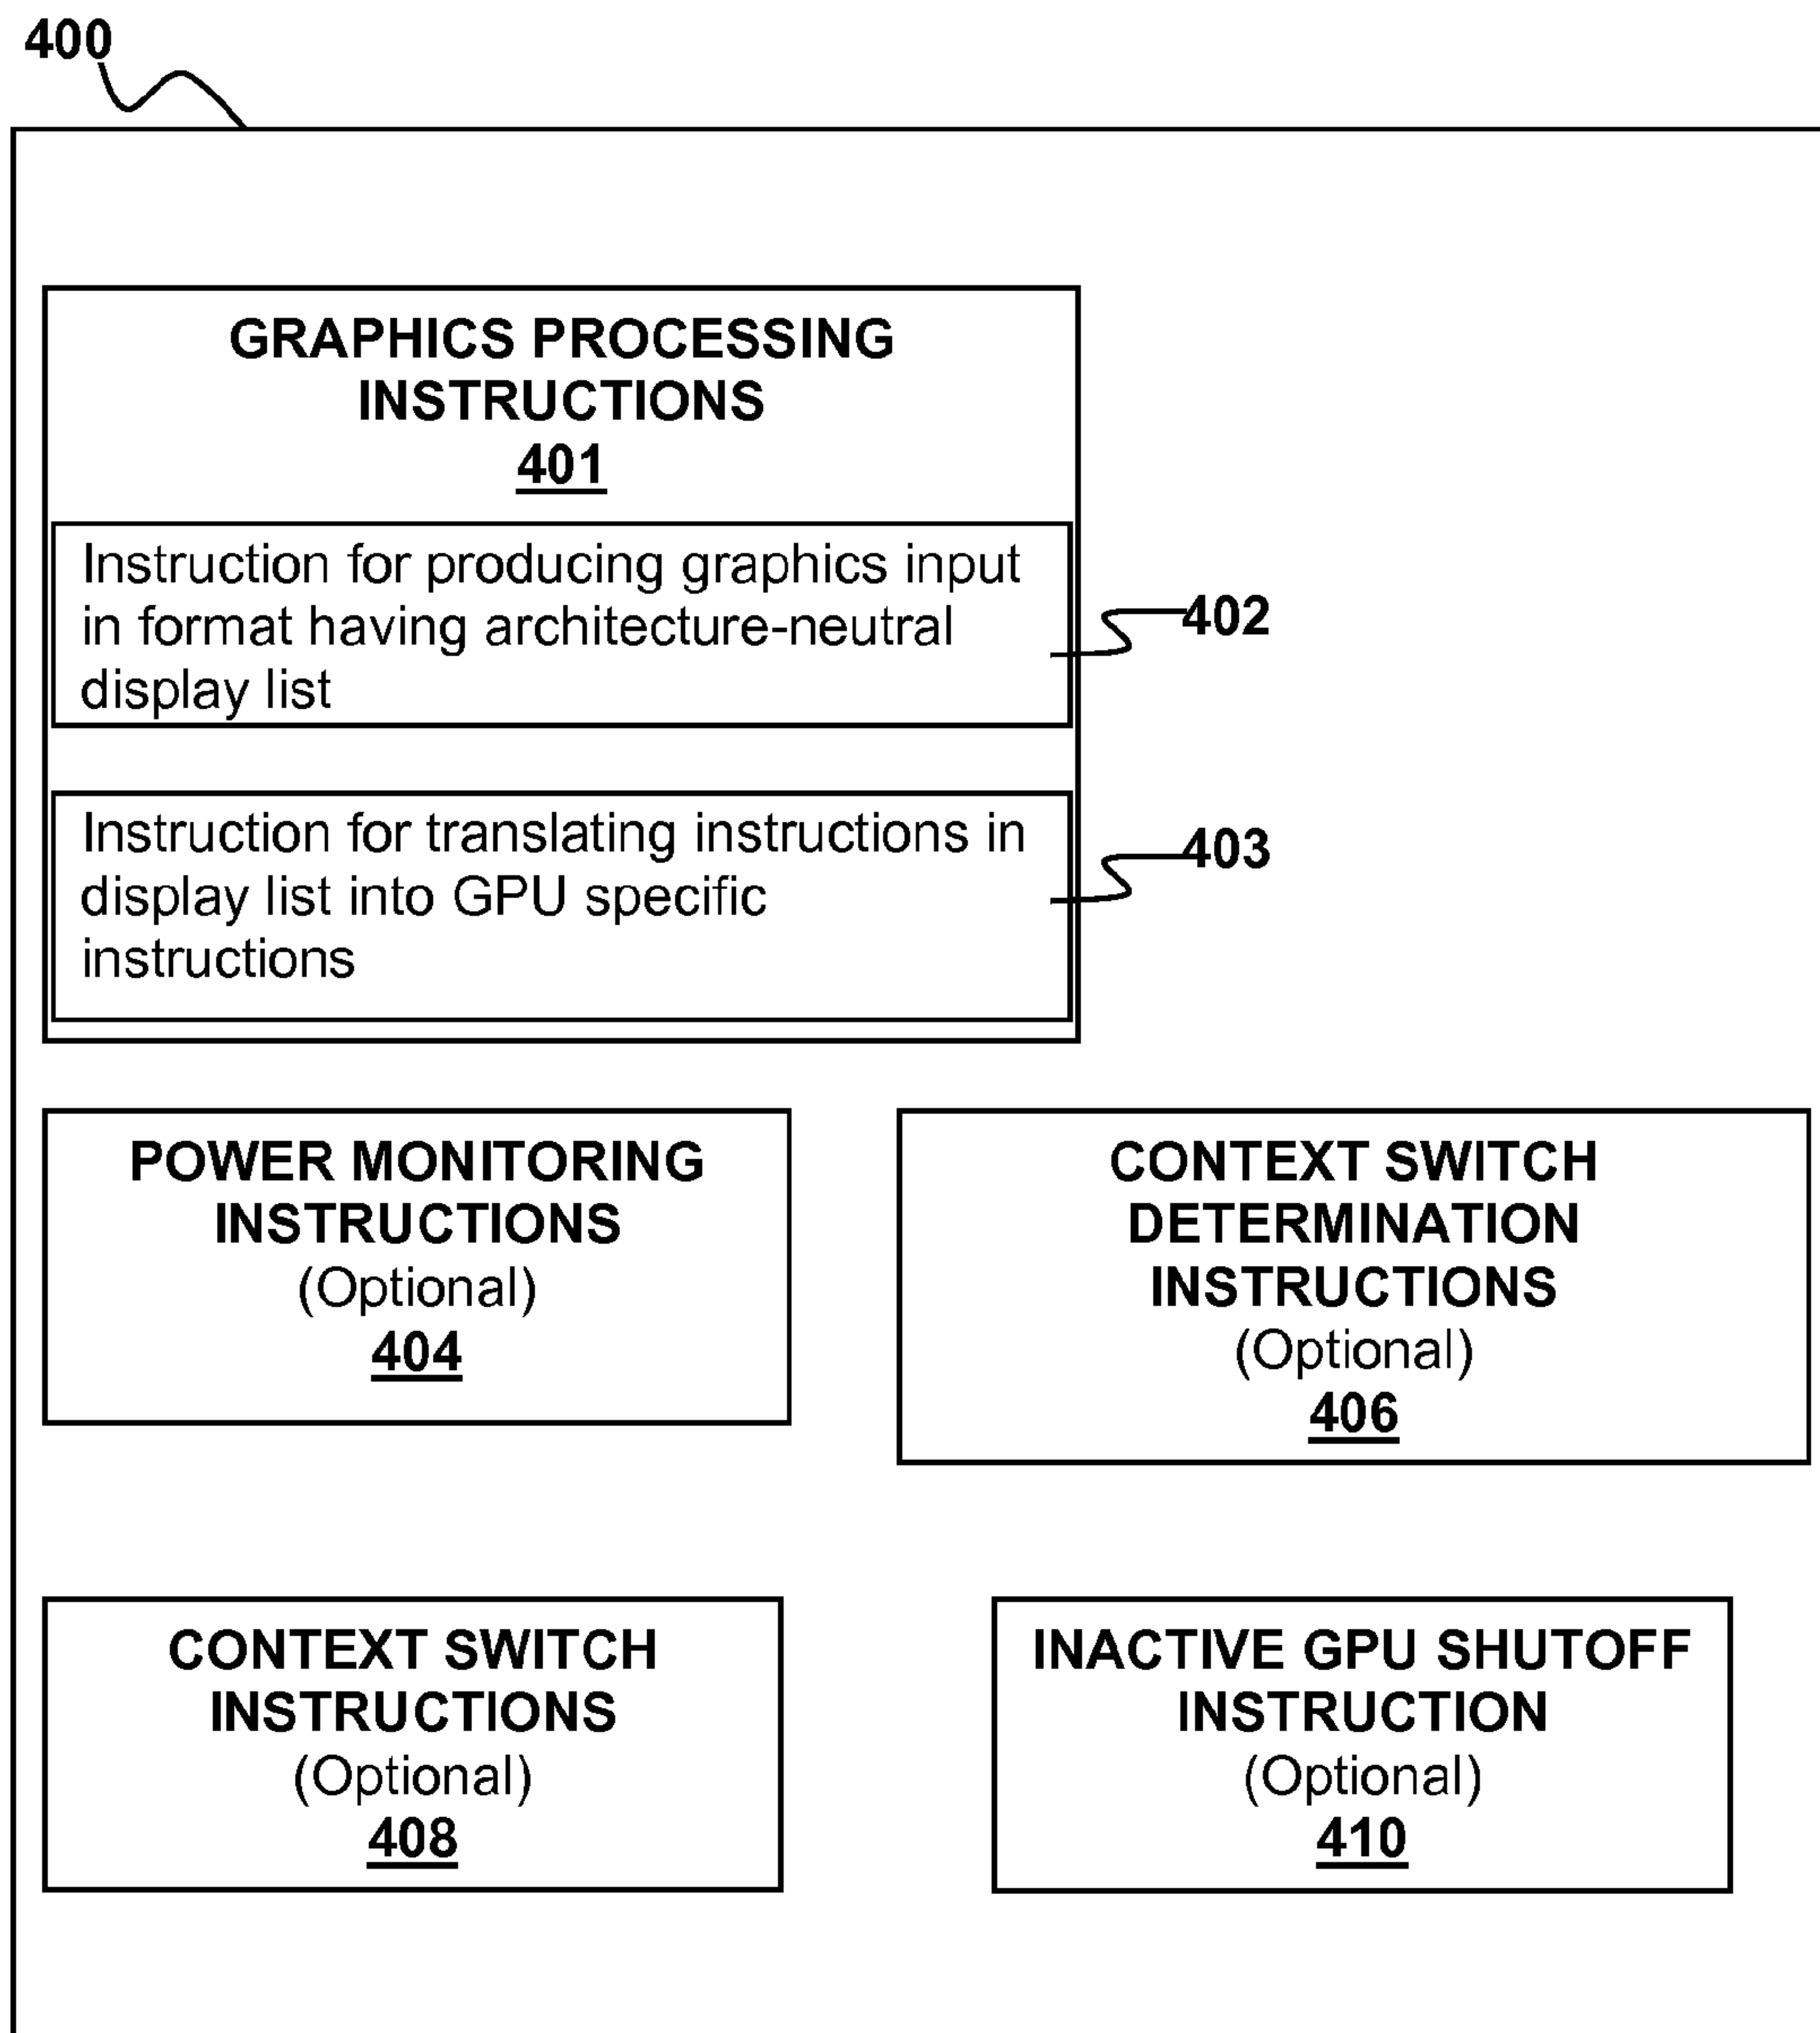 400
GRAPHICS PROCESSING
INSTRUCTIONS
401
Instruction for producing graphics input
in format having architecture-neutral
display list
402
Instruction for translating instructions in
display list into GPU specific
instructions
403
POWER MONITORING
INSTRUCTIONS
(Optional)
404
CONTEXT SWITCH
DETERMINATION
INSTRUCTIONS
(Optional)
406
CONTEXT SWITCH
INSTRUCTIONS
(Optional)
408
INACTIVE GPU SHUTOFF
INSTRUCTION
(Optional)
410